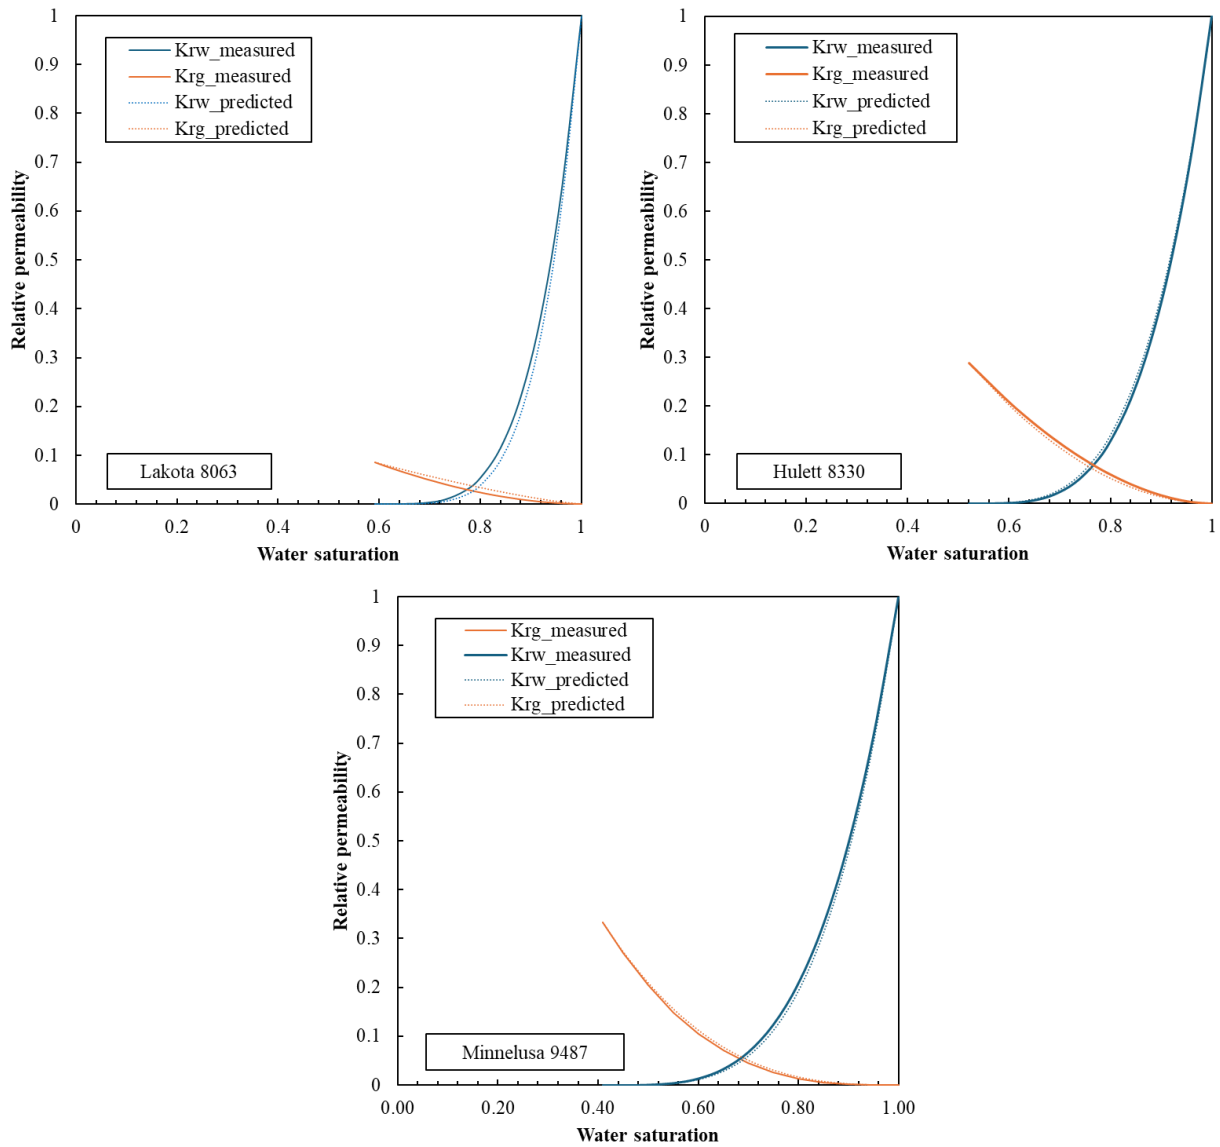 1
0.9
0.8
0.7
0.6
0.5
0.4
0.3
0.2
0.1
0
Relative permeability
Krw_measured
Krg_measured
Krw_predicted
Krg_predicted
Lakota 8063
0 0.2 0.4 0.6 0.8 1
Water saturation
1
0.9
0.8
0.7
0.6
0.5
0.4
0.3
0.2
0.1
0
Relative permeability
Krw_measured
Krg_measured
Krw_predicted
Krg_predicted
Hulett 8330
0 0.2 0.4 0.6 0.8 1
Water saturation
1
0.9
0.8
0.7
0.6
0.5
0.4
0.3
0.2
0.1
0
Relative permeability
Krg_measured
Krw_measured
Krw_predicted
Krg_predicted
Minnelusa 9487
0.00 0.20 0.40 0.60 0.80 1.00
Water saturation